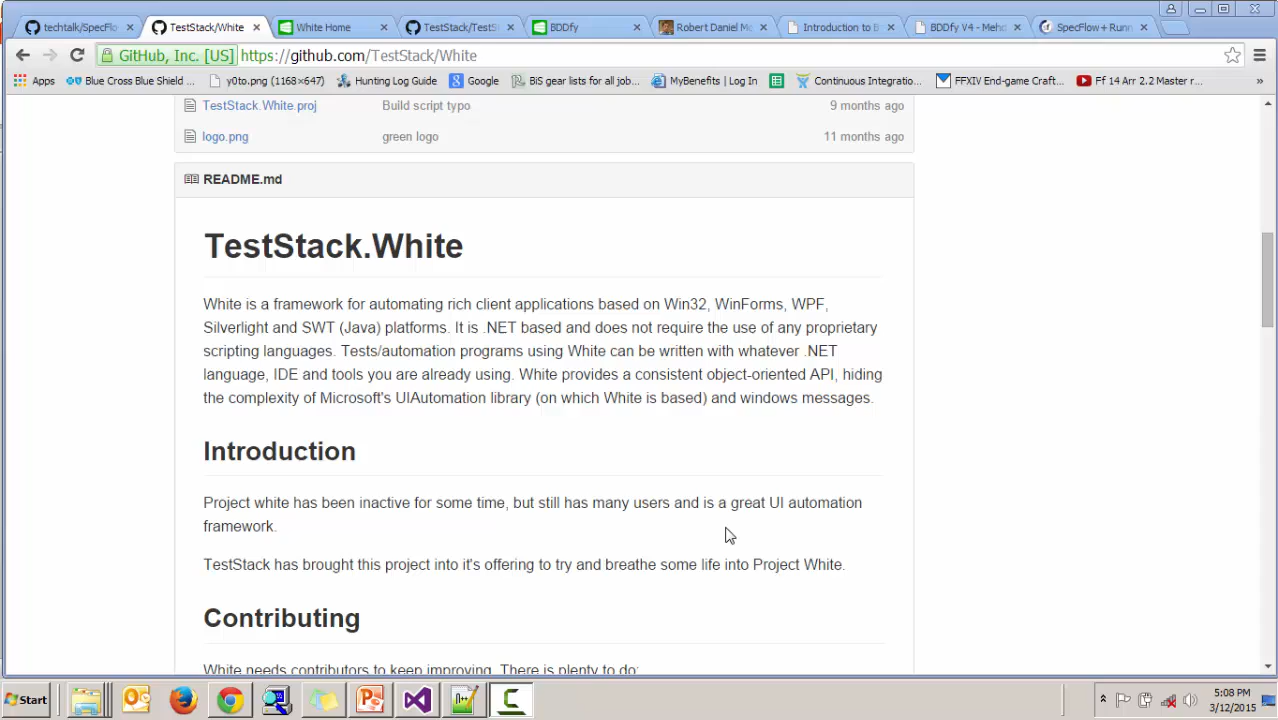 techtalk/SpecFlo
TestStack/White
White Home
TestStack/TestSt
BDDfy
Robert Daniel Mo
Introduction to B
BDDfy V4 - Mehd
SpecFlow+Runn
GitHub, Inc. [US]
https://github.com/TestStack/White
Apps
Blue Cross Blue Shield ...
y0to.png (1168×647)
Hunting Log Guide
Google
BiS gear lists for all job...
MyBenefits | Log In
Continuous Integratio...
FFXIV End-game Craft...
Ff 14 Arr 2.2 Master r...
»
TestStack.White.proj Build script typo 9 months ago
logo.png green logo 11 months ago
README.md
TestStack.White
White is a framework for automating rich client applications based on Win32, WinForms, WPF,
Silverlight and SWT (Java) platforms. It is .NET based and does not require the use of any proprietary
scripting languages. Tests/automation programs using White can be written with whatever .NET
language, IDE and tools you are already using. White provides a consistent object-oriented API, hiding
the complexity of Microsoft's UIAutomation library (on which White is based) and windows messages.
Introduction
Project white has been inactive for some time, but still has many users and is a great UI automation
framework.
TestStack has brought this project into it's offering to try and breathe some life into Project White.
Contributing
White needs contributors to keep improving. There is plenty to do:
Start
5:08 PM
3/12/2015